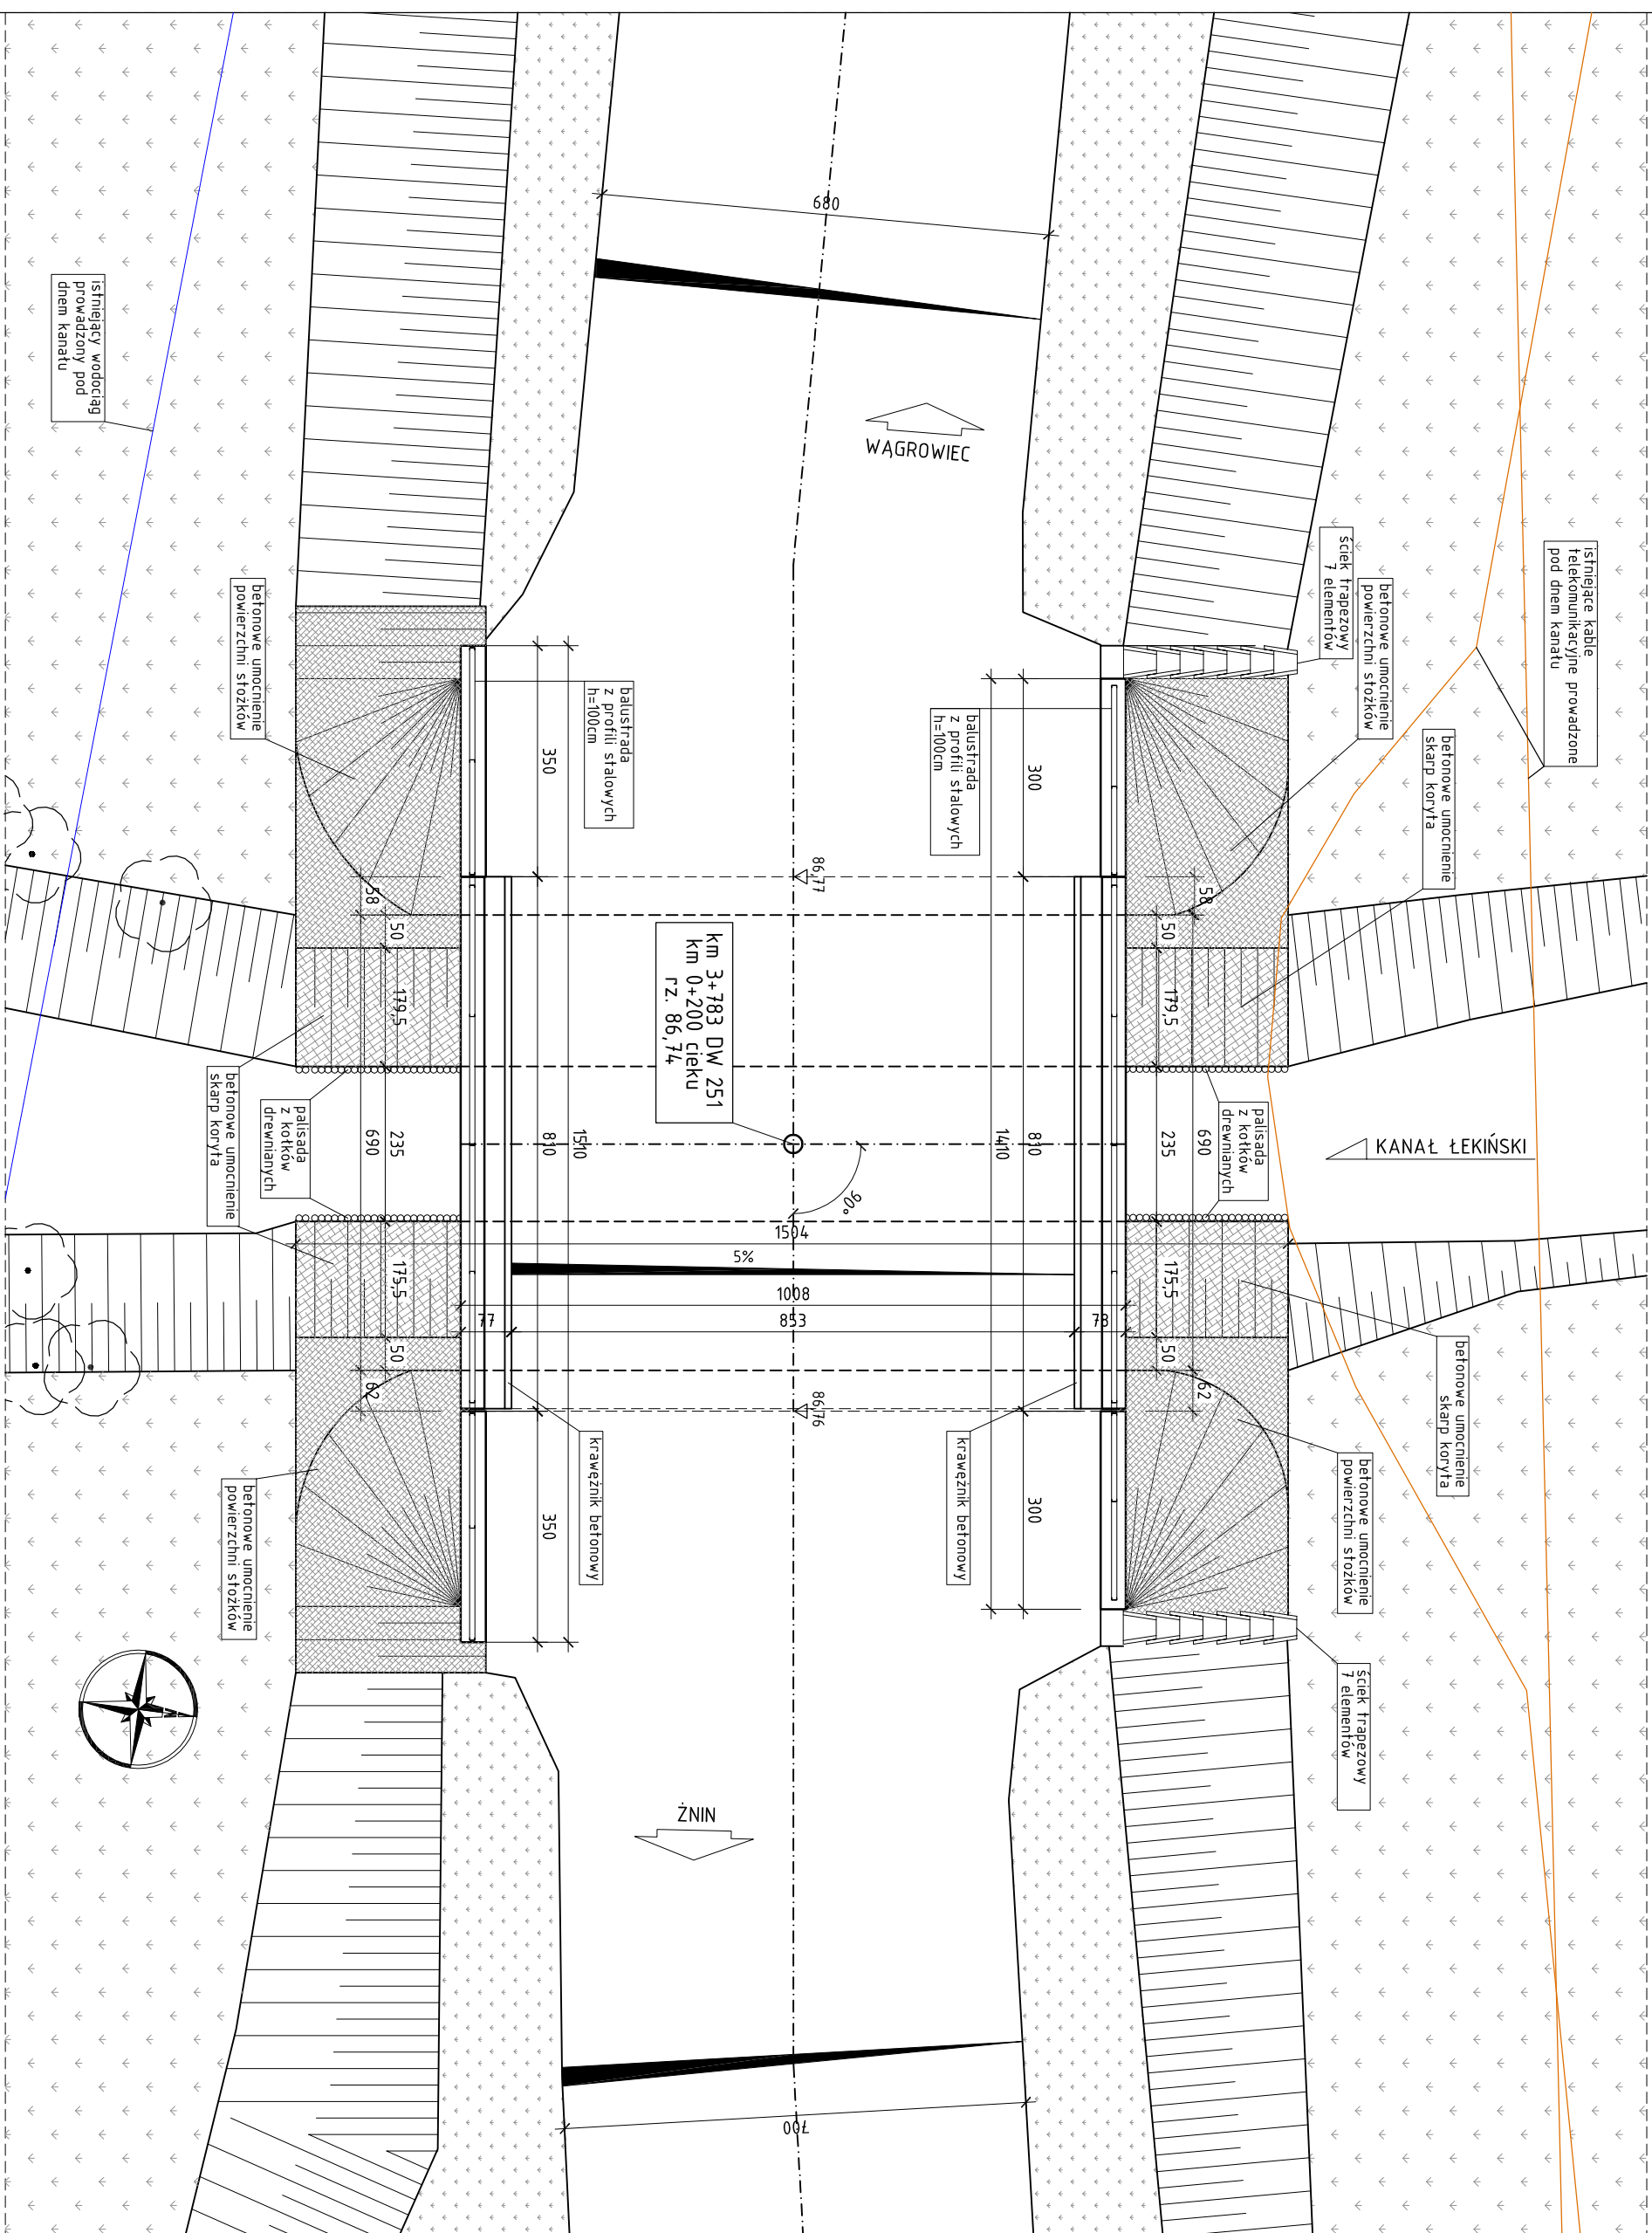 680
WĄGROWIEC
istniejący wodociąg
prowadzony pod
dnem kanału
istniejące kable
telekomunikacyjne prowadzone
pod dnem kanału
ściek trapezowy
7 elementów
betonowe umocnienie
powierzchni stożków
betonowe umocnienie
skarp koryta
betonowe umocnienie
powierzchni stożków
balustrada
z profili stalowych
h=100cm
balustrada
z profili stalowych
h=100cm
350
300
86,77
58
50
179,5
58
50
179,5
km 3+783 DW 251
km 0+200 cieku
rz. 86,74
betonowe umocnienie
skarp koryta
palisada
z kołków
drewnianych
palisada
z kołków
drewnianych
690
235
810
1510
1410
810
235
690
KANAŁ ŁEKIŃSKI
90°
1504
5%
1008
77
853
78
175,5
50
62
175,5
50
62
86,76
betonowe umocnienie
skarp koryta
krawężnik betonowy
krawężnik betonowy
350
300
betonowe umocnienie
powierzchni stożków
betonowe umocnienie
powierzchni stożków
ściek trapezowy
7 elementów
N
ŻNIN
700